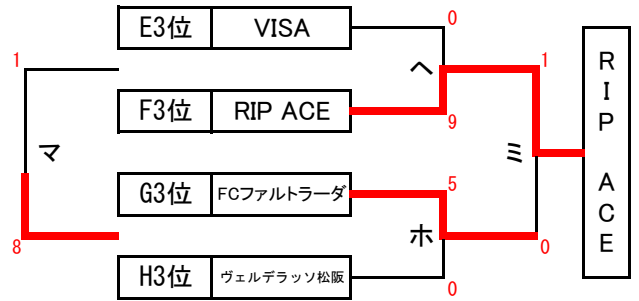 E3位 VISA
0
ヘ
1
1
F3位 RIP ACE
9
マ
ミ
RIP ACE
G3位 FCファルトラーダ
5
ホ
8
0
H3位 ヴェルデラッソ松阪
0